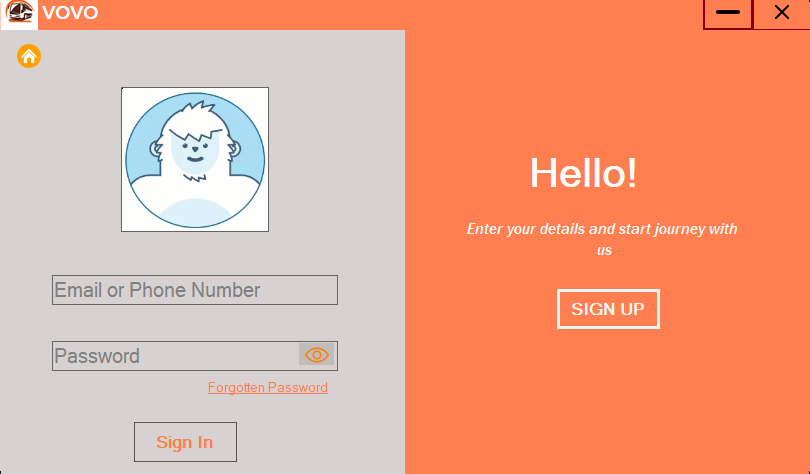 VOVO
Email or Phone Number
Password
Forgotten Password
Sign In
Hello!
Enter your details and start journey with
us
SIGN UP